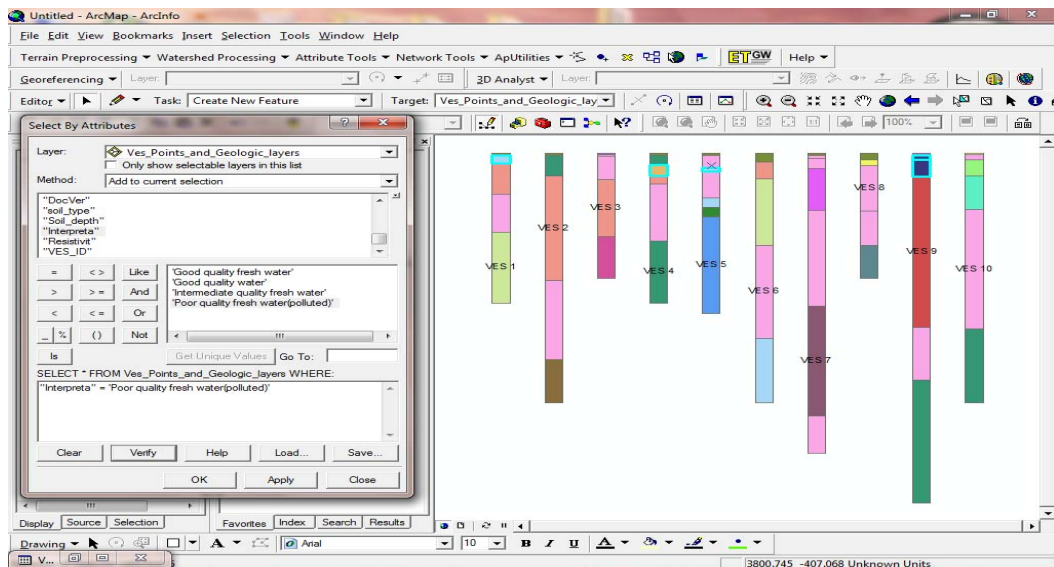 Untitled - ArcMap - ArcInfo
File Edit View Bookmarks Insert Selection Tools Window Help
Terrain Preprocessing Watershed Processing Attribute Tools Network Tools ApUtilities ETGW Help
Georeferencing Layer: 3D Analyst Layer:
Editor Task: Create New Feature Target: Ves_Points_and_Geologic_lay
100%
Select By Attributes
Layer: Ves_Points_and_Geologic_layers
Only show selectable layers in this list
Method: Add to current selection
"DocVer"
"soil_type"
"Soil_depth"
"Interpreta"
"Resistivit"
"VES_ID"
= < > Like
> > = And
< < = Or
_ % () Not
Is
'Good quality fresh water'
'Good quality water'
'Intermediate quality fresh water'
'Poor quality fresh water(polluted)'
Get Unique Values Go To:
SELECT * FROM Ves_Points_and_Geologic_layers WHERE:
"Interpreta" = 'Poor quality fresh water(polluted)'
Clear Verify Help Load... Save...
OK Apply Close
VES 1
VES 2
VES 3
VES 4
VES 5
VES 6
VES 7
VES 8
VES 9
VES 10
Display Source Selection Favorites Index Search Results
Drawing A Arial 10 B I U A
V...
3800.745 -407.068 Unknown Units